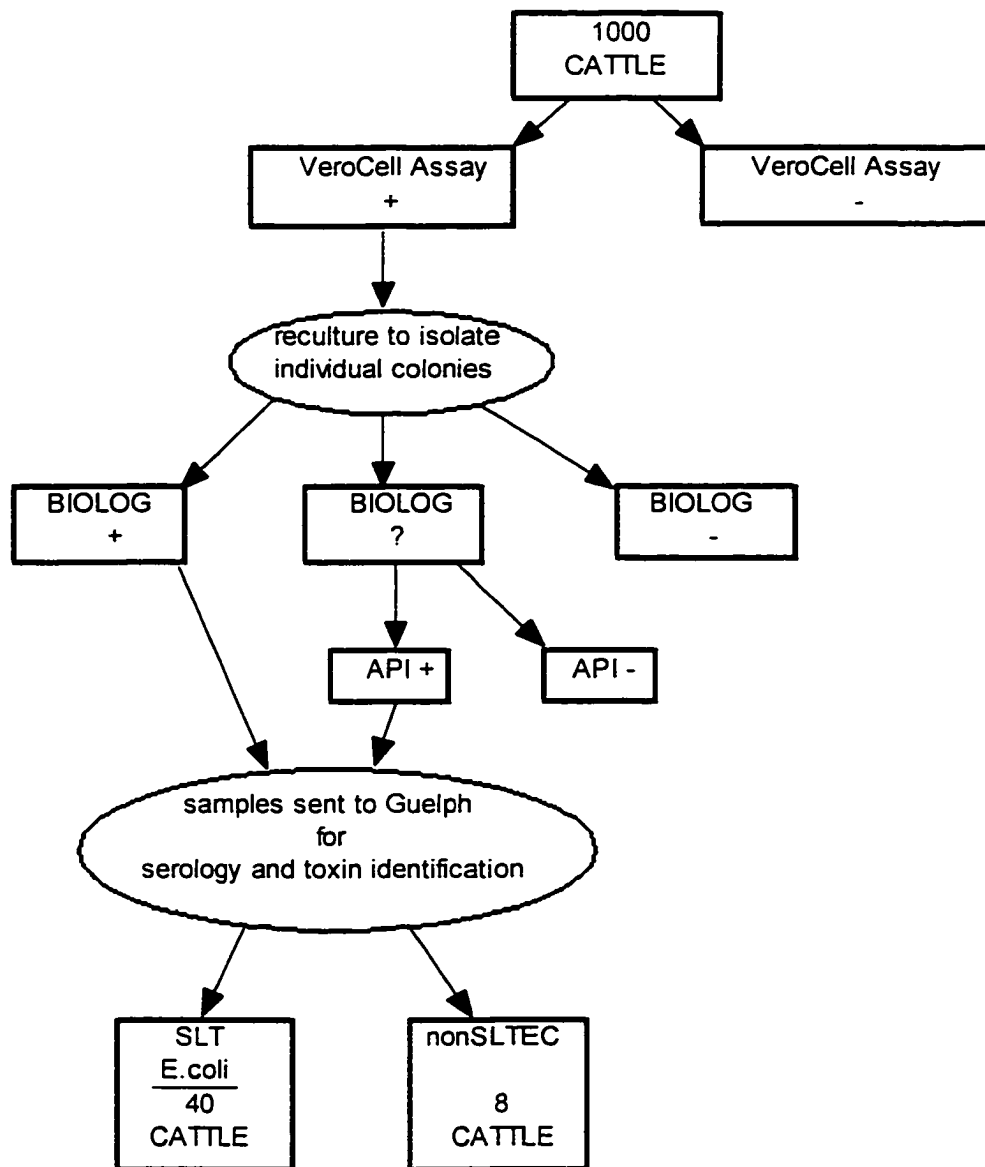 1000
CATTLE
VeroCell Assay
+
VeroCell Assay
-
reculture to isolate
individual colonies
BIOLOG
+
BIOLOG
?
BIOLOG
-
API +
API -
samples sent to Guelph
for
serology and toxin identification
SLT
E.coli
40
CATTLE
nonSLTEC
8
CATTLE